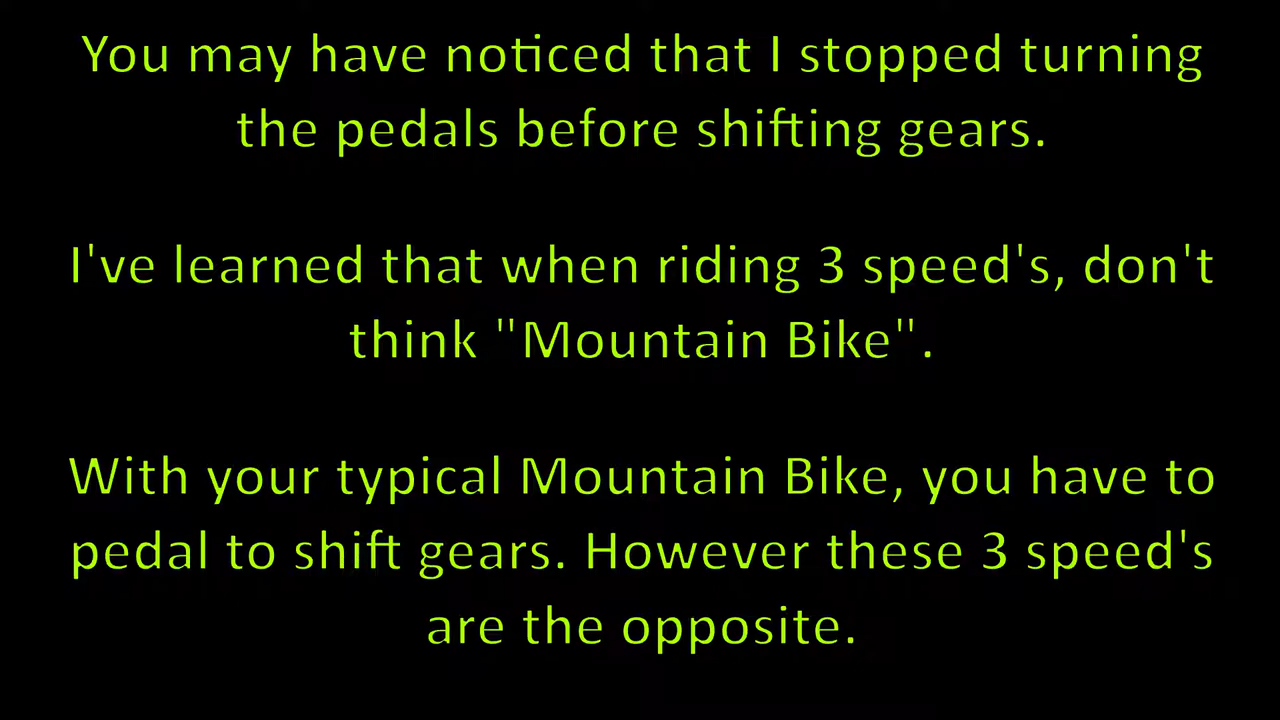 You may have noticed that I stopped turning
the pedals before shifting gears.
I've learned that when riding 3 speed's, don't
think "Mountain Bike".
With your typical Mountain Bike, you have to
pedal to shift gears. However these 3 speed's
are the opposite.